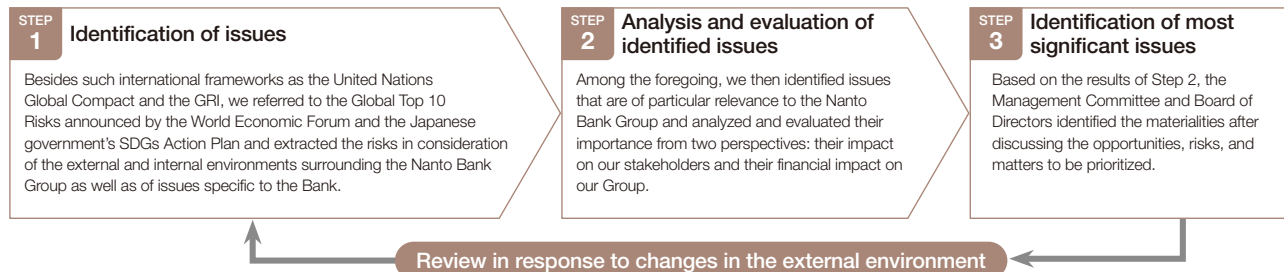 STEP
1
Identification of issues
Besides such international frameworks as the United Nations
Global Compact and the GRI, we referred to the Global Top 10
Risks announced by the World Economic Forum and the Japanese
government's SDGs Action Plan and extracted the risks in consideration
of the external and internal environments surrounding the Nanto Bank
Group as well as of issues specific to the Bank.
STEP
2
Analysis and evaluation of
identified issues
Among the foregoing, we then identified issues
that are of particular relevance to the Nanto
Bank Group and analyzed and evaluated their
importance from two perspectives: their impact
on our stakeholders and their financial impact on
our Group.
STEP
3
Identification of most
significant issues
Based on the results of Step 2, the
Management Committee and Board of
Directors identified the materialities after
discussing the opportunities, risks, and
matters to be prioritized.
Review in response to changes in the external environment